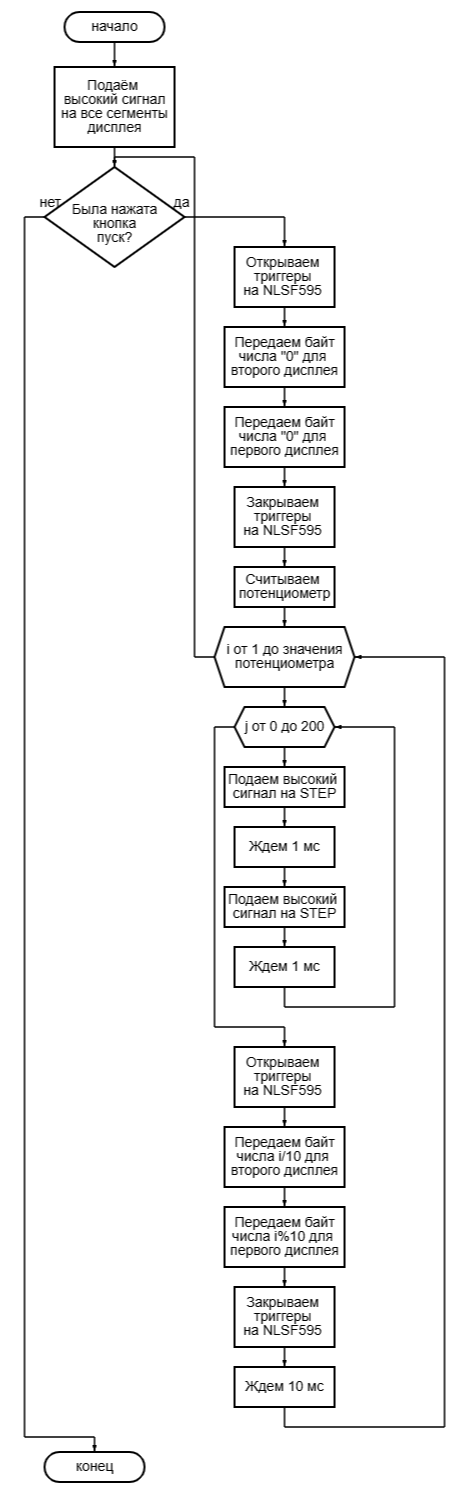 начало
Подаём
высокий сигнал
на все сегменты
дисплея
нет
да
Была нажата
кнопка
пуск?
Открываем
триггеры
на NLSF595
Передаем байт
числа "0" для
второго дисплея
Передаем байт
числа "0" для
первого дисплея
Закрываем
триггеры
на NLSF595
Считываем
потенциометр
i от 1 до значения
потенциометра
j от 0 до 200
Подаем высокий
сигнал на STEP
Ждем 1 мс
Подаем высокий
сигнал на STEP
Ждем 1 мс
Открываем
триггеры
на NLSF595
Передаем байт
числа i/10 для
второго дисплея
Передаем байт
числа i%10 для
первого дисплея
Закрываем
триггеры
на NLSF595
Ждем 10 мс
конец